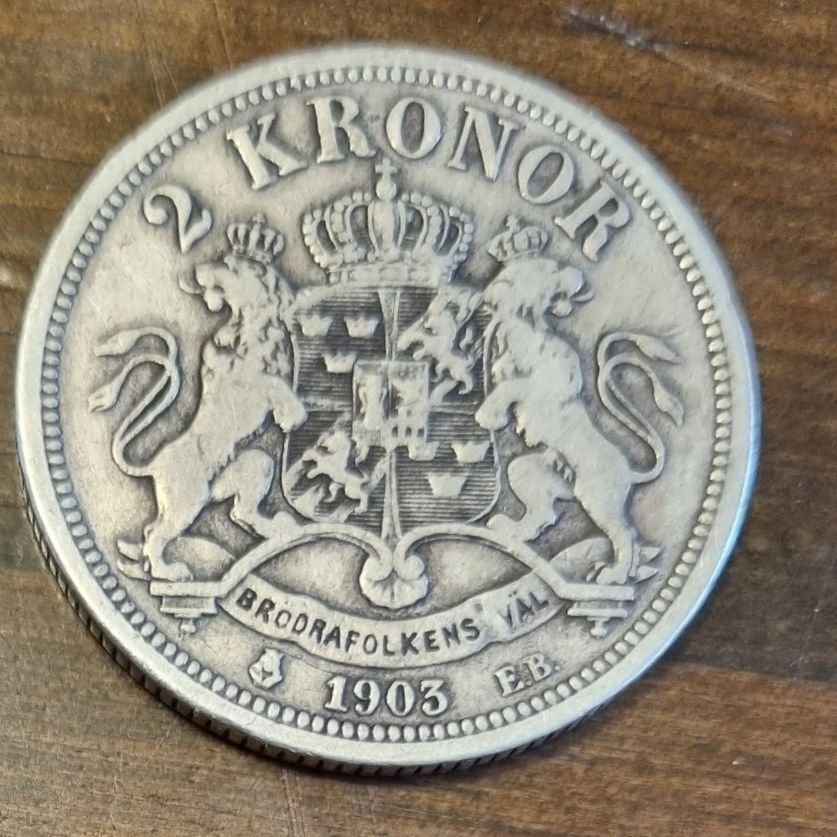 2 KRONOR
BRÖDRAFOLKENS VÄL
1903 E.B.